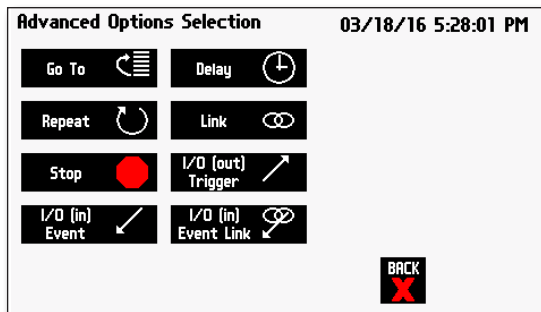 Advanced Options Selection
03/18/16 5:28:01 PM
Go To
Delay
Repeat
Link
Stop
I/O (out)
Trigger
I/O (in)
Event
I/O (in)
Event Link
BACK